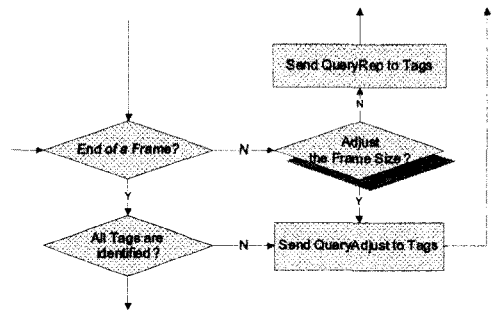 Send QueryRep to Tags
N
End of a Frame?
N
Adjust
the Frame Size?
Y
Y
All Tags are
identified?
N
Send QueryAdjust to Tags